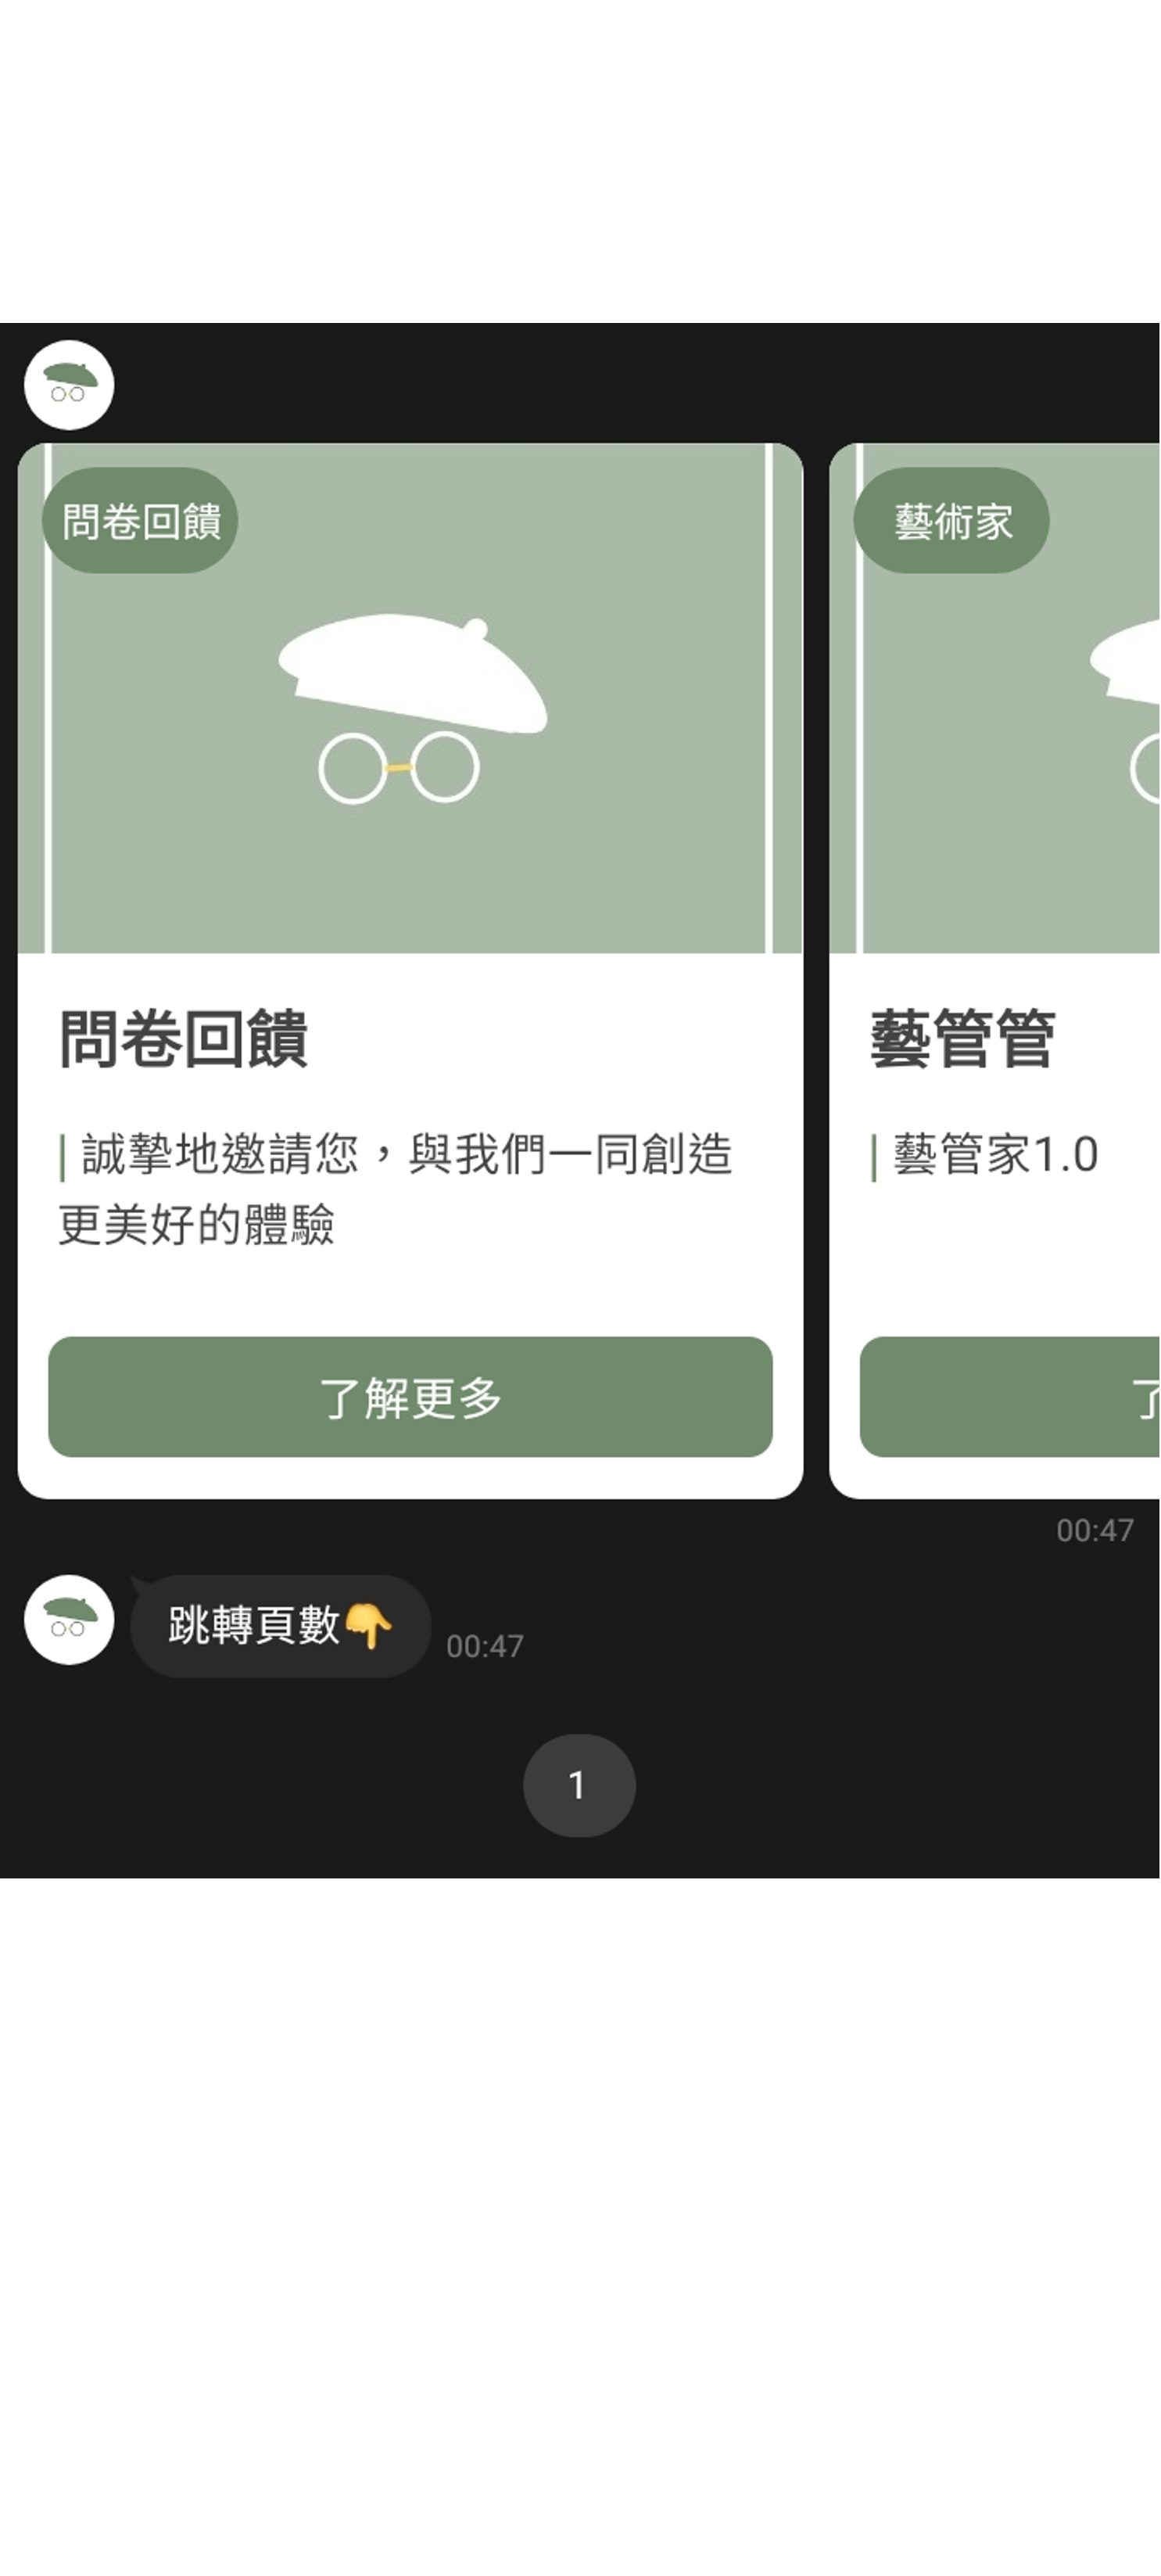 問卷回饋
藝術家
問卷回饋
| 誠摯地邀請您，與我們一同創造
更美好的體驗
了解更多
藝管管
| 藝管家1.0
了
00:47
跳轉頁數👇
00:47
1